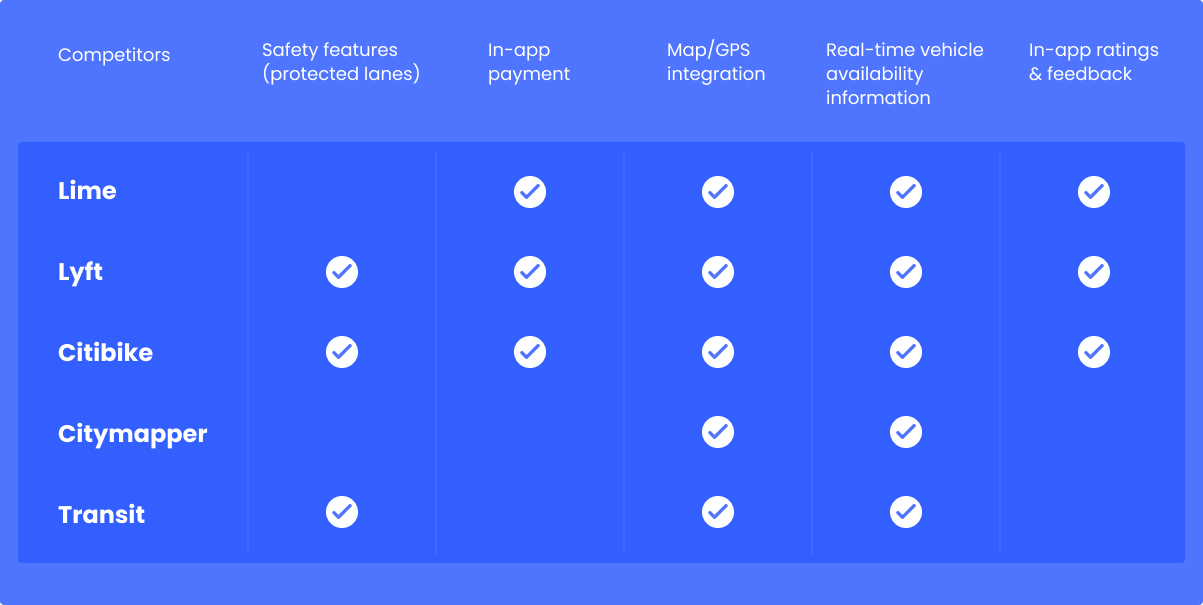 Competitors
Safety features
(protected lanes)
In-app
payment
Map/GPS
integration
Real-time vehicle
availability
information
In-app ratings
& feedback
Lime
Lyft
Citibike
Citymapper
Transit